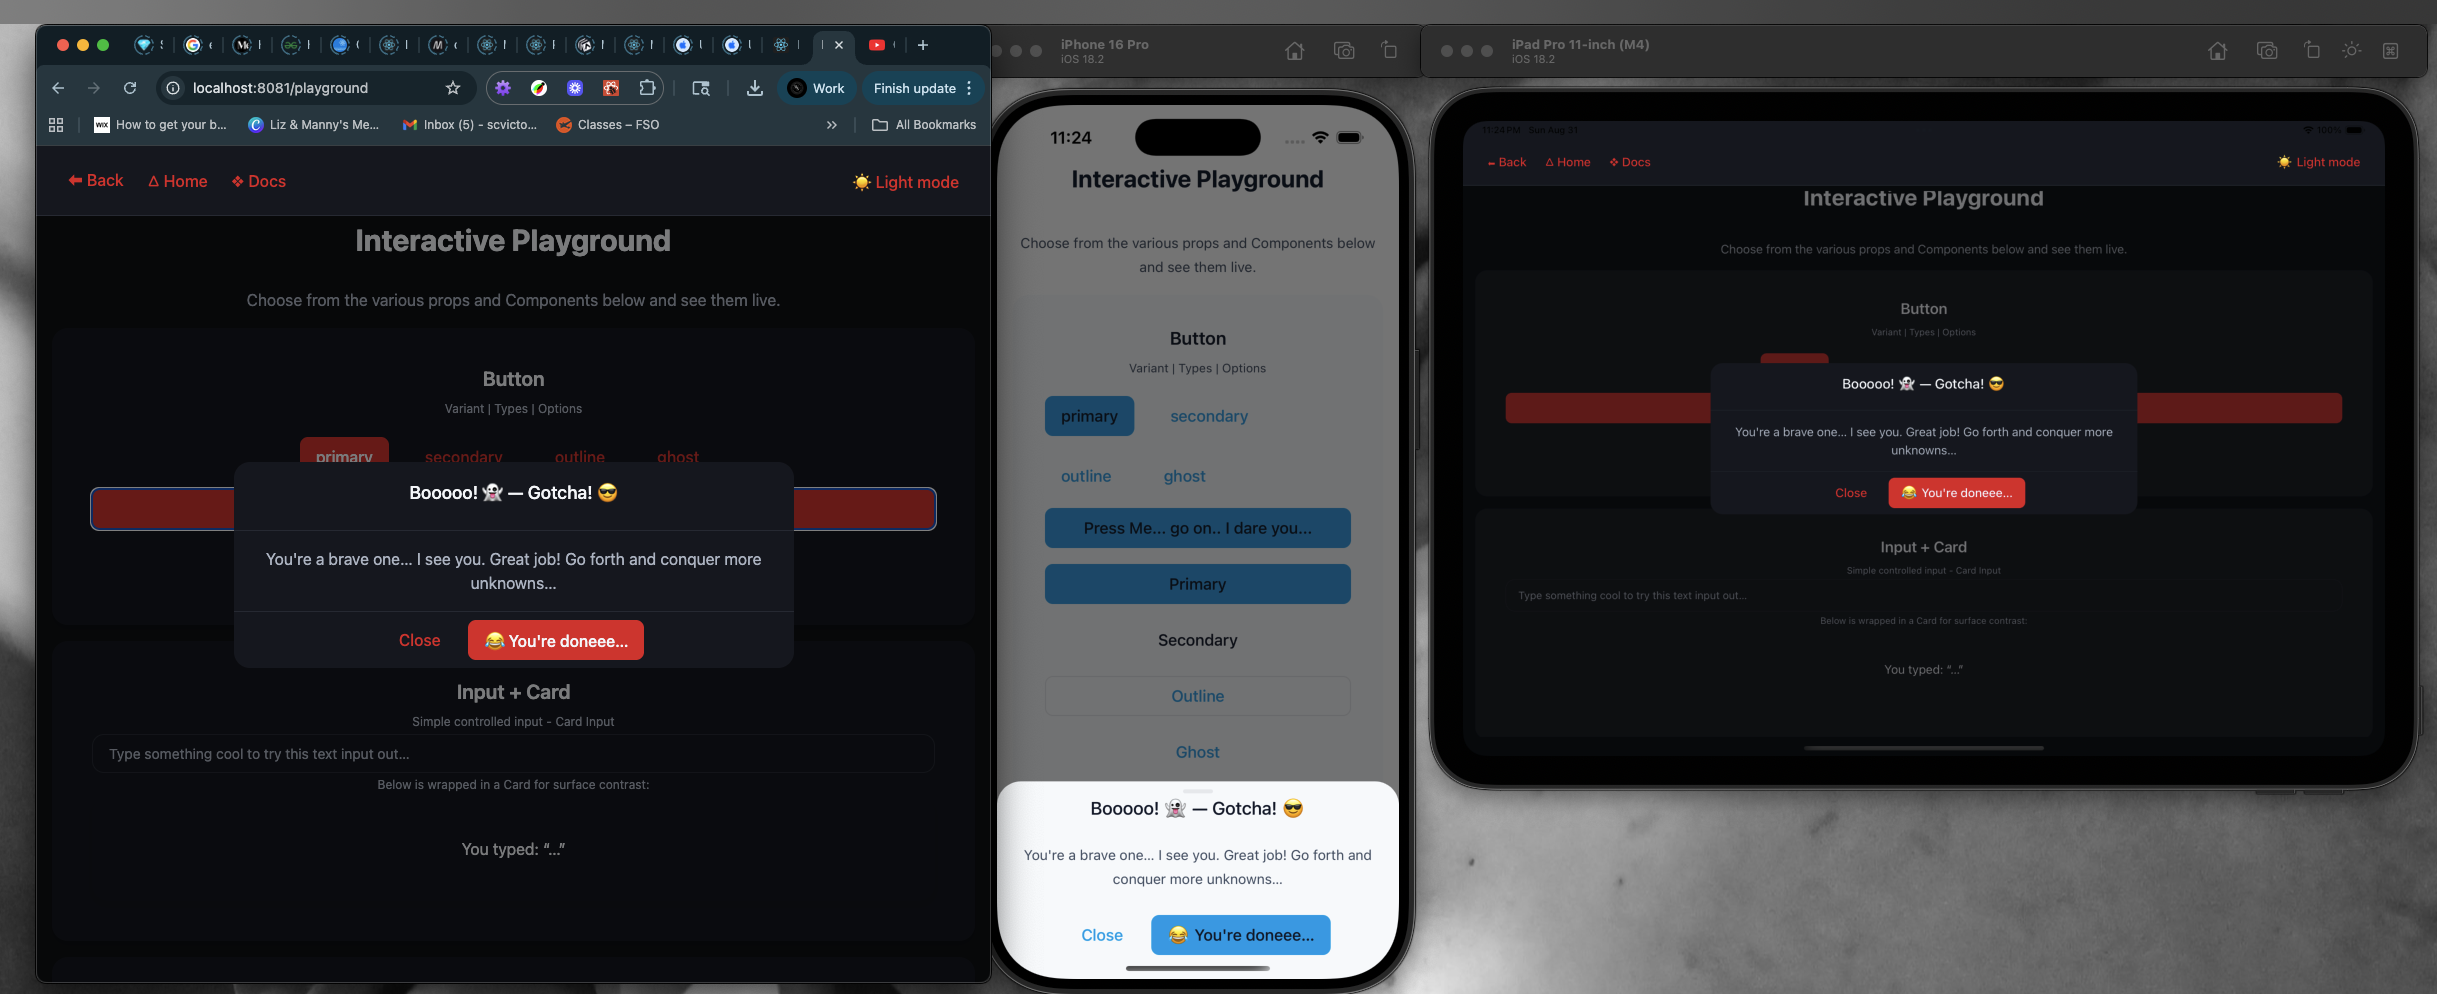 localhost:8081/playground
Work
Finish update
How to get your b...
Liz & Manny's Me...
Inbox (5) - scvicto...
Classes – FSO
All Bookmarks
Back
Home
Docs
Light mode
Interactive Playground
Choose from the various props and Components below and see them live.
Button
Variant | Types | Options
primary
secondary
outline
ghost
Booooo! 👻 — Gotcha! 😎
You're a brave one... I see you. Great job! Go forth and conquer more
unknowns...
Close
😂 You're doneee...
Input + Card
Simple controlled input - Card Input
Type something cool to try this text input out...
Below is wrapped in a Card for surface contrast:
You typed: “...”
iPhone 16 Pro
iOS 18.2
11:24
Interactive Playground
Choose from the various props and Components below
and see them live.
Button
Variant | Types | Options
primary
secondary
outline
ghost
Press Me... go on.. I dare you...
Primary
Secondary
Outline
Ghost
Booooo! 👻 — Gotcha! 😎
You're a brave one... I see you. Great job! Go forth and
conquer more unknowns...
Close
😂 You're doneee...
iPad Pro 11-inch (M4)
iOS 18.2
11:24 PM Sun Aug 31
100%
Back
Home
Docs
Light mode
Interactive Playground
Choose from the various props and Components below and see them live.
Button
Variant | Types | Options
Booooo! 👻 — Gotcha! 😎
You're a brave one... I see you. Great job! Go forth and conquer more
unknowns...
Close
😂 You're doneee...
Input + Card
Simple controlled input - Card Input
Type something cool to try this text input out...
Below is wrapped in a Card for surface contrast:
You typed: “...”